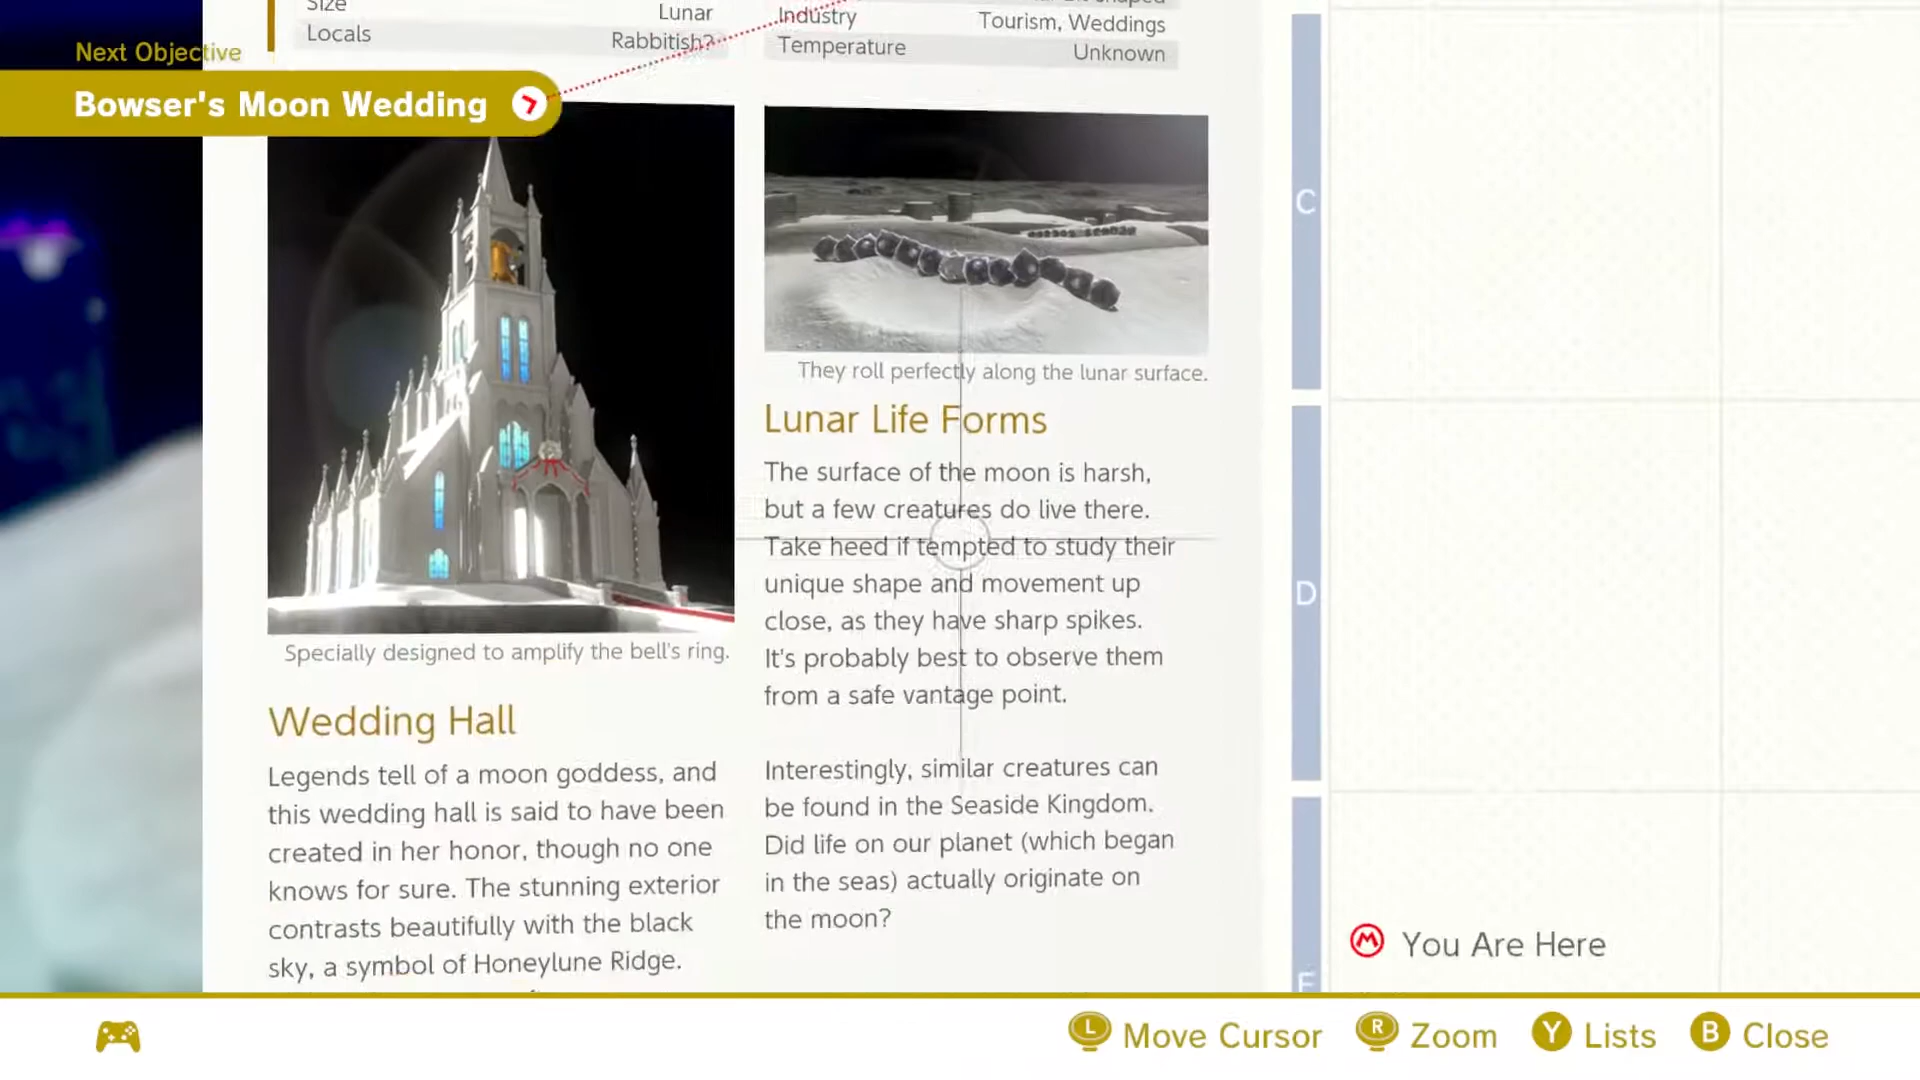 Next Objective
Bowser's Moon Wedding
Size Lunar
Locals Rabbitish?
Industry Tourism, Weddings
Temperature Unknown
Specially designed to amplify the bell's ring.
Wedding Hall
Legends tell of a moon goddess, and
this wedding hall is said to have been
created in her honor, though no one
knows for sure. The stunning exterior
contrasts beautifully with the black
sky, a symbol of Honeylune Ridge.
They roll perfectly along the lunar surface.
Lunar Life Forms
The surface of the moon is harsh,
but a few creatures do live there.
Take heed if tempted to study their
unique shape and movement up
close, as they have sharp spikes.
It's probably best to observe them
from a safe vantage point.
Interestingly, similar creatures can
be found in the Seaside Kingdom.
Did life on our planet (which began
in the seas) actually originate on
the moon?
C
D
E
You Are Here
L Move Cursor R Zoom Y Lists B Close